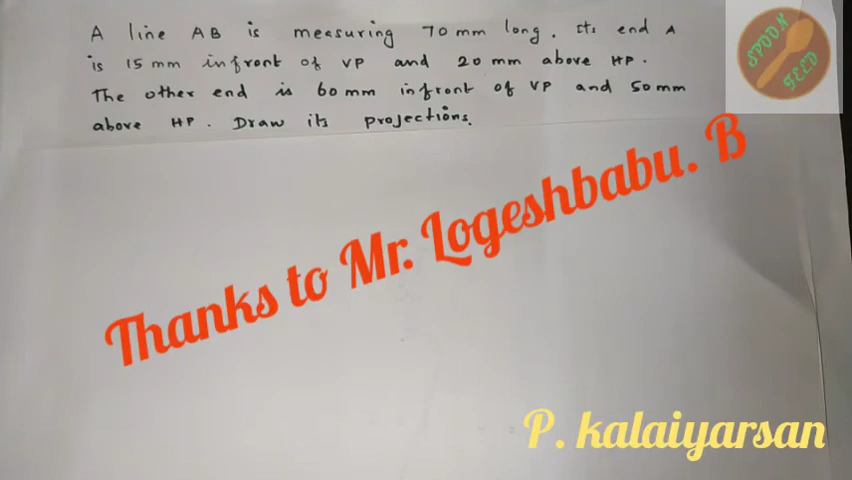 A line AB is measuring 70 mm long. Its end A
is 15 mm infront of VP and 20 mm above HP.
The other end is 60 mm infront of VP and 50 mm
above HP. Draw its projections.
SPOON
FEED
Thanks to Mr. Logeshbabu. B
P. kalaiyarsan